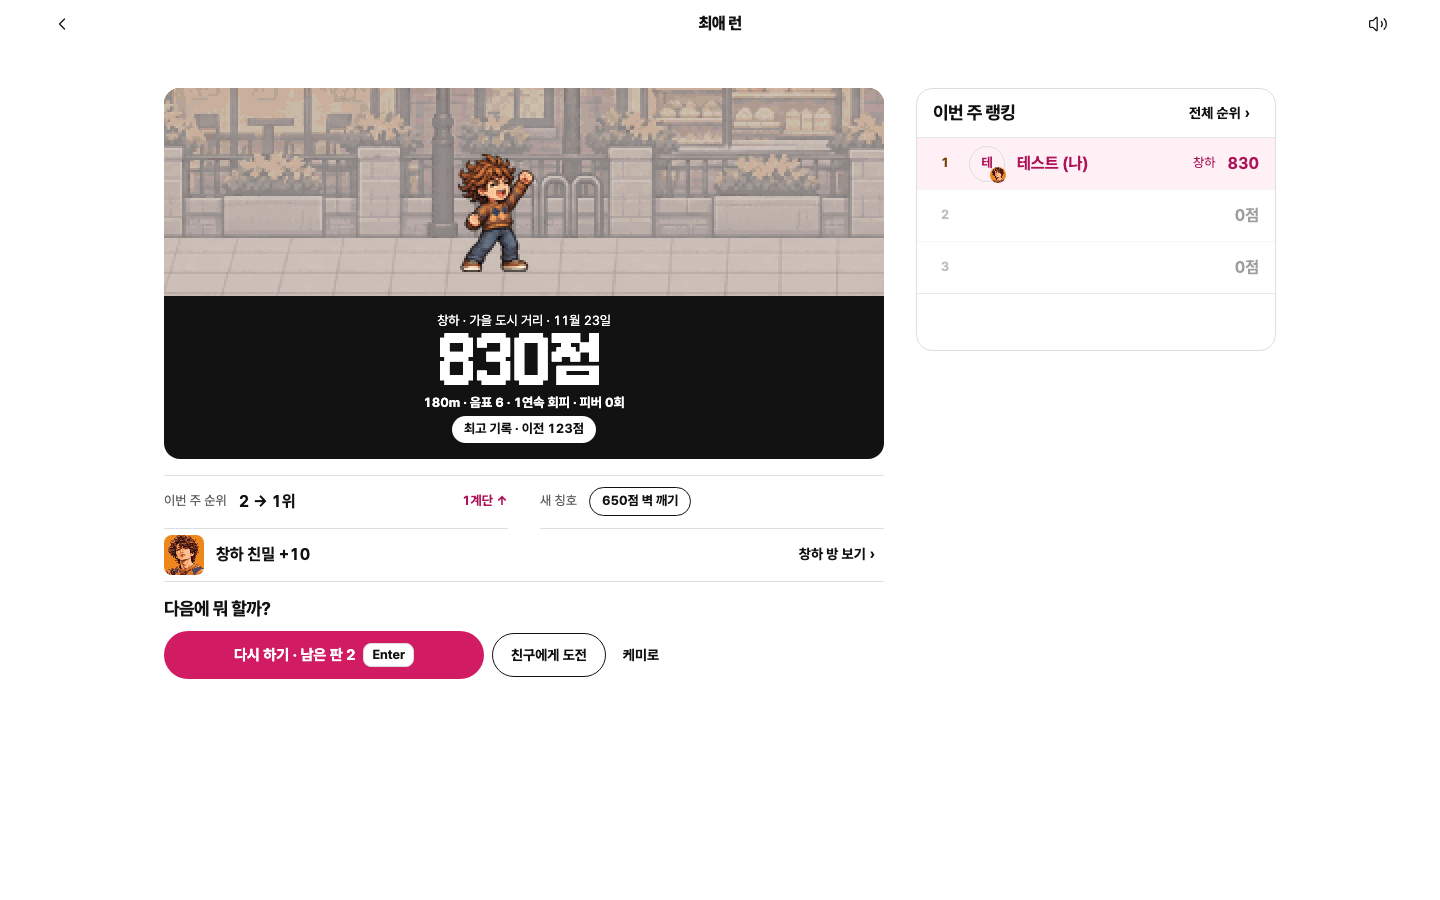 최애 런
창하 · 가을 도시 거리 · 11월 23일
830점
180m · 음표 6 · 1연속 회피 · 피버 0회
최고 기록 · 이전 123점
이번 주 순위 2 → 1위 1계단 ↑
새 칭호 650점 벽 깨기
창하 친밀 +10 창하 방 보기 ›
다음에 뭐 할까?
다시 하기 · 남은 판 2 Enter 친구에게 도전 케미로
이번 주 랭킹 전체 순위 ›
1 테 테스트 (나) 창하 830
2 0점
3 0점